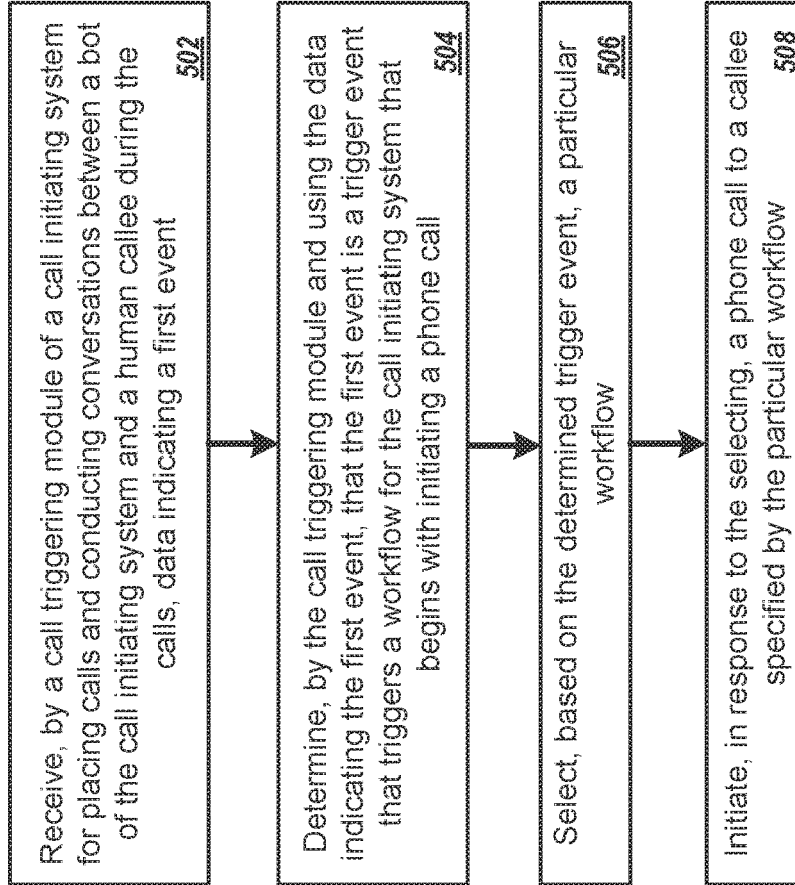 Receive, by a call triggering module of a call initiating system
for placing calls and conducting conversations between a bot
of the call initiating system and a human callee during the
calls, data indicating a first event
502
Determine, by the call triggering module and using the data
indicating the first event, that the first event is a trigger event
that triggers a workflow for the call initiating system that
begins with initiating a phone call
504
Select, based on the determined trigger event, a particular
workflow
506
Initiate, in response to the selecting, a phone call to a callee
specified by the particular workflow
508